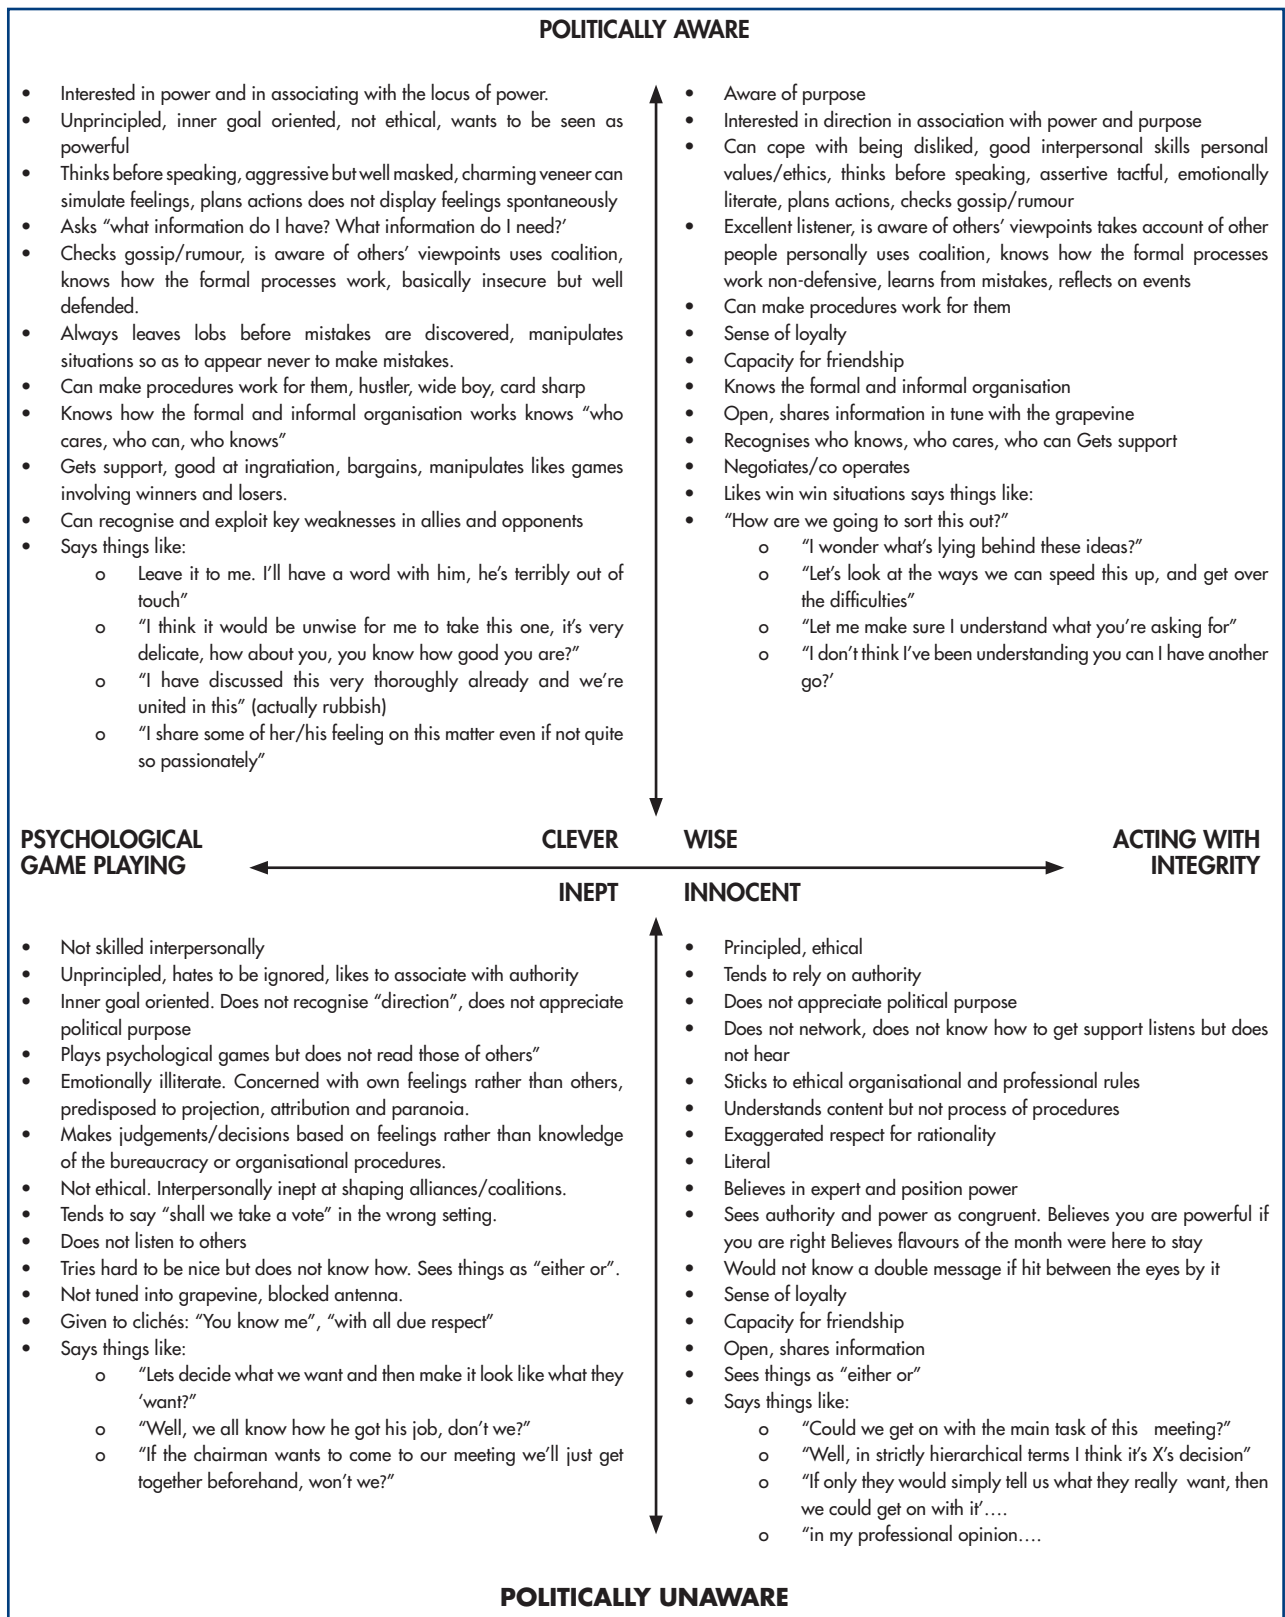 POLITICALLY AWARE
• Interested in power and in associating with the locus of power.
• Unprincipled, inner goal oriented, not ethical, wants to be seen as
powerful
• Thinks before speaking, aggressive but well masked, charming veneer can
simulate feelings, plans actions does not display feelings spontaneously
• Asks “what information do I have? What information do I need?’
• Checks gossip/rumour, is aware of others’ viewpoints uses coalition,
knows how the formal processes work, basically insecure but well
defended.
• Always leaves lobs before mistakes are discovered, manipulates
situations so as to appear never to make mistakes.
• Can make procedures work for them, hustler, wide boy, card sharp
• Knows how the formal and informal organisation works knows “who
cares, who can, who knows”
• Gets support, good at ingratiation, bargains, manipulates likes games
involving winners and losers.
• Can recognise and exploit key weaknesses in allies and opponents
• Says things like:
o Leave it to me. I’ll have a word with him, he’s terribly out of
touch”
o “I think it would be unwise for me to take this one, it’s very
delicate, how about you, you know how good you are?”
o “I have discussed this very thoroughly already and we’re
united in this” (actually rubbish)
o “I share some of her/his feeling on this matter even if not quite
so passionately”
• Aware of purpose
• Interested in direction in association with power and purpose
• Can cope with being disliked, good interpersonal skills personal
values/ethics, thinks before speaking, assertive tactful, emotionally
literate, plans actions, checks gossip/rumour
• Excellent listener, is aware of others’ viewpoints takes account of other
people personally uses coalition, knows how the formal processes
work non-defensive, learns from mistakes, reflects on events
• Can make procedures work for them
• Sense of loyalty
• Capacity for friendship
• Knows the formal and informal organisation
• Open, shares information in tune with the grapevine
• Recognises who knows, who cares, who can Gets support
• Negotiates/co operates
• Likes win win situations says things like:
• “How are we going to sort this out?”
o “I wonder what’s lying behind these ideas?”
o “Let’s look at the ways we can speed this up, and get over
the difficulties”
o “Let me make sure I understand what you’re asking for”
o “I don’t think I’ve been understanding you can I have another
go?’
PSYCHOLOGICAL
GAME PLAYING
CLEVER
WISE
ACTING WITH
INTEGRITY
INEPT
INNOCENT
• Not skilled interpersonally
• Unprincipled, hates to be ignored, likes to associate with authority
• Inner goal oriented. Does not recognise “direction”, does not appreciate
political purpose
• Plays psychological games but does not read those of others”
• Emotionally illiterate. Concerned with own feelings rather than others,
predisposed to projection, attribution and paranoia.
• Makes judgements/decisions based on feelings rather than knowledge
of the bureaucracy or organisational procedures.
• Not ethical. Interpersonally inept at shaping alliances/coalitions.
• Tends to say “shall we take a vote” in the wrong setting.
• Does not listen to others
• Tries hard to be nice but does not know how. Sees things as “either or”.
• Not tuned into grapevine, blocked antenna.
• Given to clichés: “You know me”, “with all due respect”
• Says things like:
o “Lets decide what we want and then make it look like what they
‘want?”
o “Well, we all know how he got his job, don’t we?”
o “If the chairman wants to come to our meeting we’ll just get
together beforehand, won’t we?”
• Principled, ethical
• Tends to rely on authority
• Does not appreciate political purpose
• Does not network, does not know how to get support listens but does
not hear
• Sticks to ethical organisational and professional rules
• Understands content but not process of procedures
• Exaggerated respect for rationality
• Literal
• Believes in expert and position power
• Sees authority and power as congruent. Believes you are powerful if
you are right Believes flavours of the month were here to stay
• Would not know a double message if hit between the eyes by it
• Sense of loyalty
• Capacity for friendship
• Open, shares information
• Sees things as “either or”
• Says things like:
o “Could we get on with the main task of this meeting?”
o “Well, in strictly hierarchical terms I think it’s X’s decision”
o “If only they would simply tell us what they really want, then
we could get on with it’….
o “in my professional opinion….
POLITICALLY UNAWARE